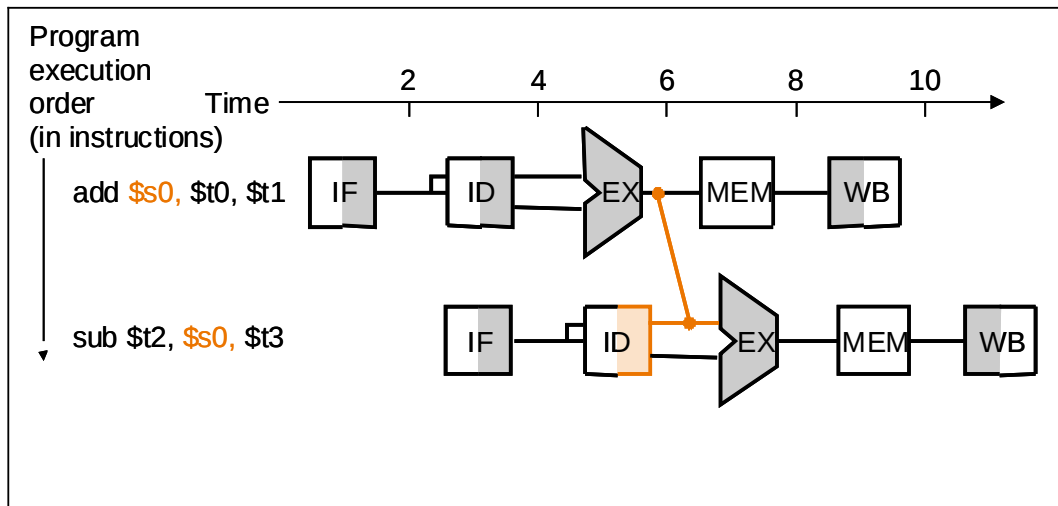 Program
execution
order
(in instructions)
Time
2 4 6 8 10
add $s0, $t0, $t1
IF ID EX MEM WB
sub $t2, $s0, $t3
IF ID EX MEM WB